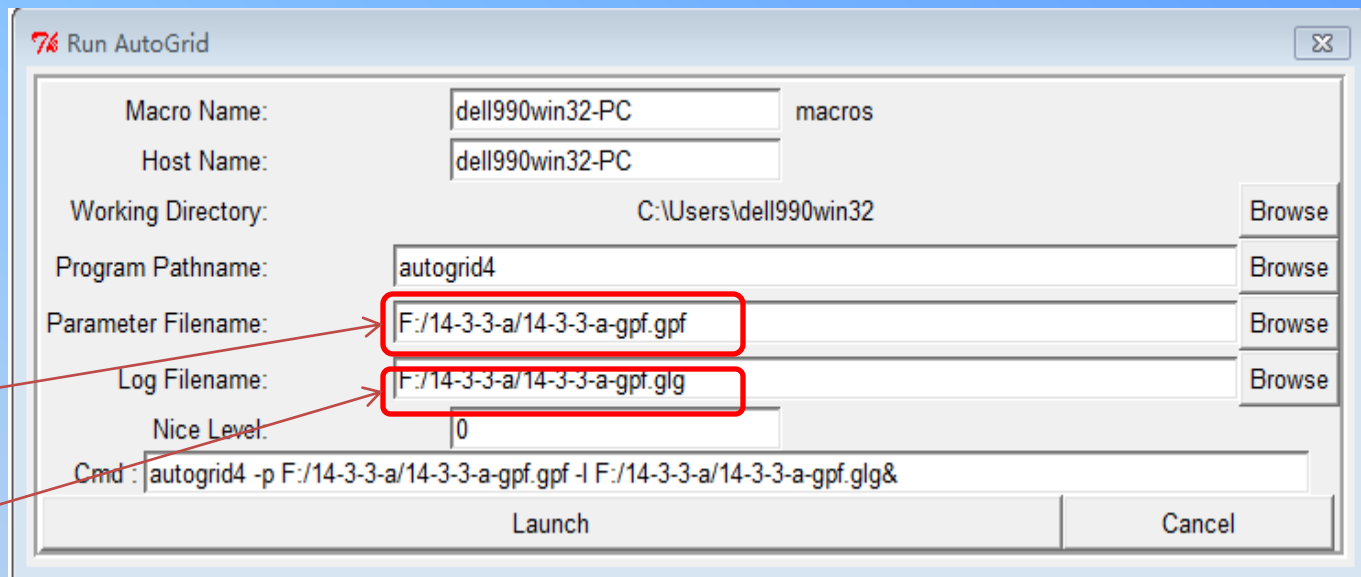 Run AutoGrid
Macro Name: dell990win32-PC macros
Host Name: dell990win32-PC
Working Directory: C:\Users\dell990win32 Browse
Program Pathname: autogrid4 Browse
Parameter Filename: F:/14-3-3-a/14-3-3-a-gpf.gpf Browse
Log Filename: F:/14-3-3-a/14-3-3-a-gpf.glg Browse
Nice Level: 0
Cmd : autogrid4 -p F:/14-3-3-a/14-3-3-a-gpf.gpf -l F:/14-3-3-a/14-3-3-a-gpf.glg&
Launch Cancel